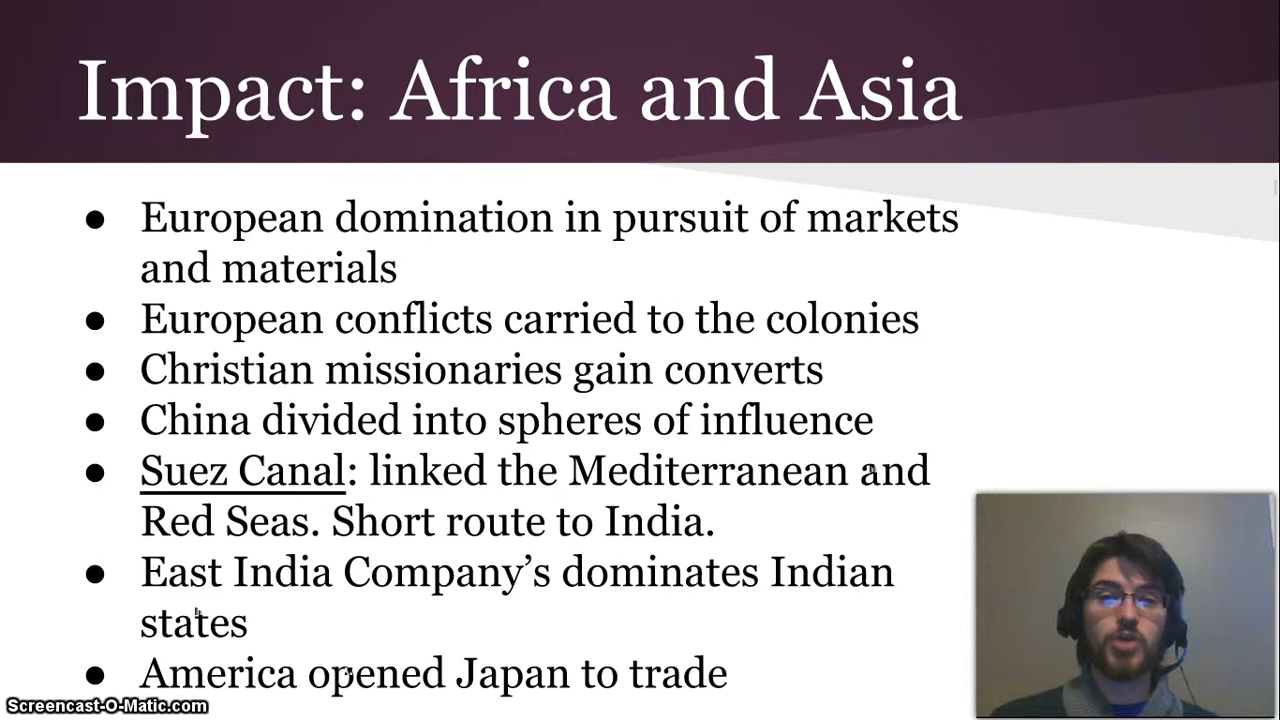 Impact: Africa and Asia
● European domination in pursuit of markets
and materials
● European conflicts carried to the colonies
● Christian missionaries gain converts
● China divided into spheres of influence
● Suez Canal: linked the Mediterranean and
Red Seas. Short route to India.
● East India Company’s dominates Indian
states
● America opened Japan to trade
Screencast-O-Matic.com